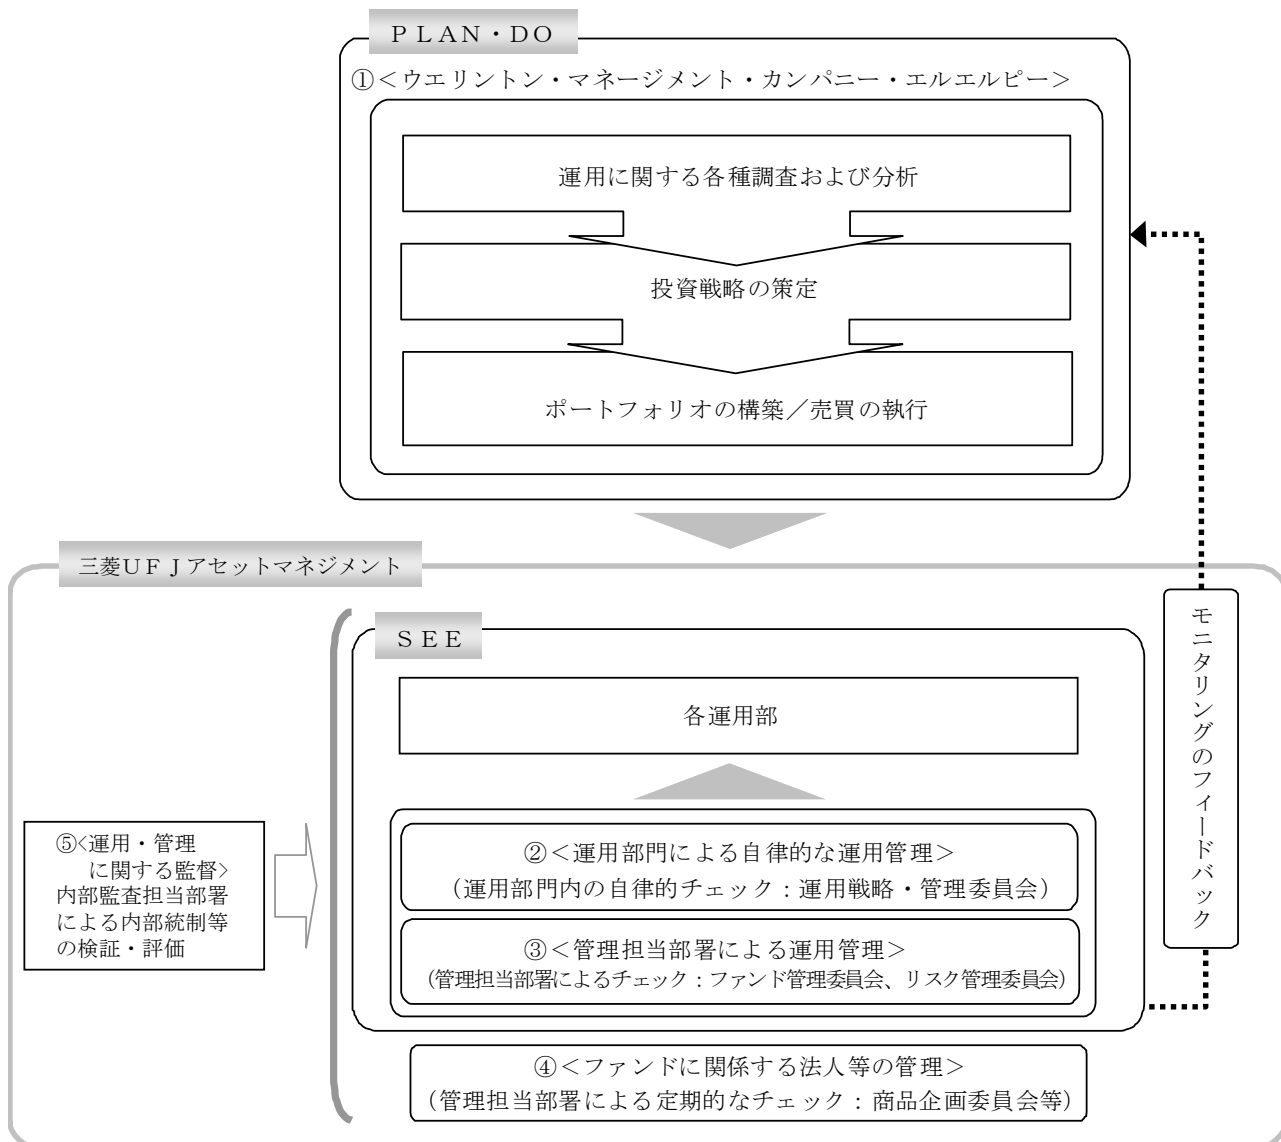 ＰＬＡＮ・ＤＯ
①＜ウエリントン・マネージメント・カンパニー・エルエルピー＞
運用に関する各種調査および分析
投資戦略の策定
ポートフォリオの構築／売買の執行
三菱ＵＦＪアセットマネジメント
ＳＥＥ
各運用部
②＜運用部門による自律的な運用管理＞
（運用部門内の自律的チェック：運用戦略・管理委員会）
③＜管理担当部署による運用管理＞
（管理担当部署によるチェック：ファンド管理委員会、リスク管理委員会）
④＜ファンドに関係する法人等の管理＞
（管理担当部署による定期的なチェック：商品企画委員会等）
⑤<運用・管理
に関する監督>
内部監査担当部署
による内部統制等
の検証・評価
モニタリングのフィードバック